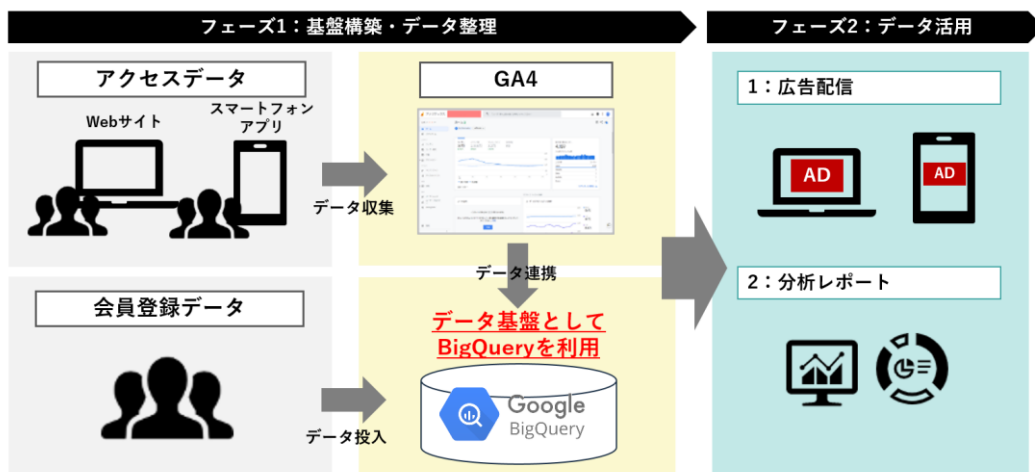 フェーズ1：基盤構築・データ整理
フェーズ2：データ活用
アクセスデータ
Webサイト
スマートフォン
アプリ
データ収集
GA4
データ連携
会員登録データ
データ投入
データ基盤として
BigQueryを利用
Google
BigQuery
1：広告配信
AD
AD
2：分析レポート